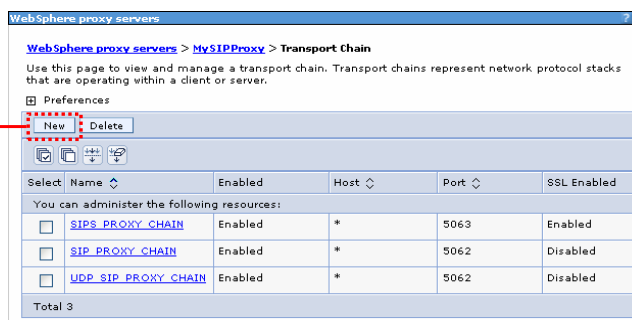 WebSphere proxy servers ?
WebSphere proxy servers > MySIPProxy > Transport Chain
Use this page to view and manage a transport chain. Transport chains represent network protocol stacks
that are operating within a client or server.
Preferences
New Delete
Select Name Enabled Host Port SSL Enabled
You can administer the following resources:
SIPS PROXY CHAIN Enabled * 5063 Enabled
SIP PROXY CHAIN Enabled * 5062 Disabled
UDP SIP PROXY CHAIN Enabled * 5062 Disabled
Total 3